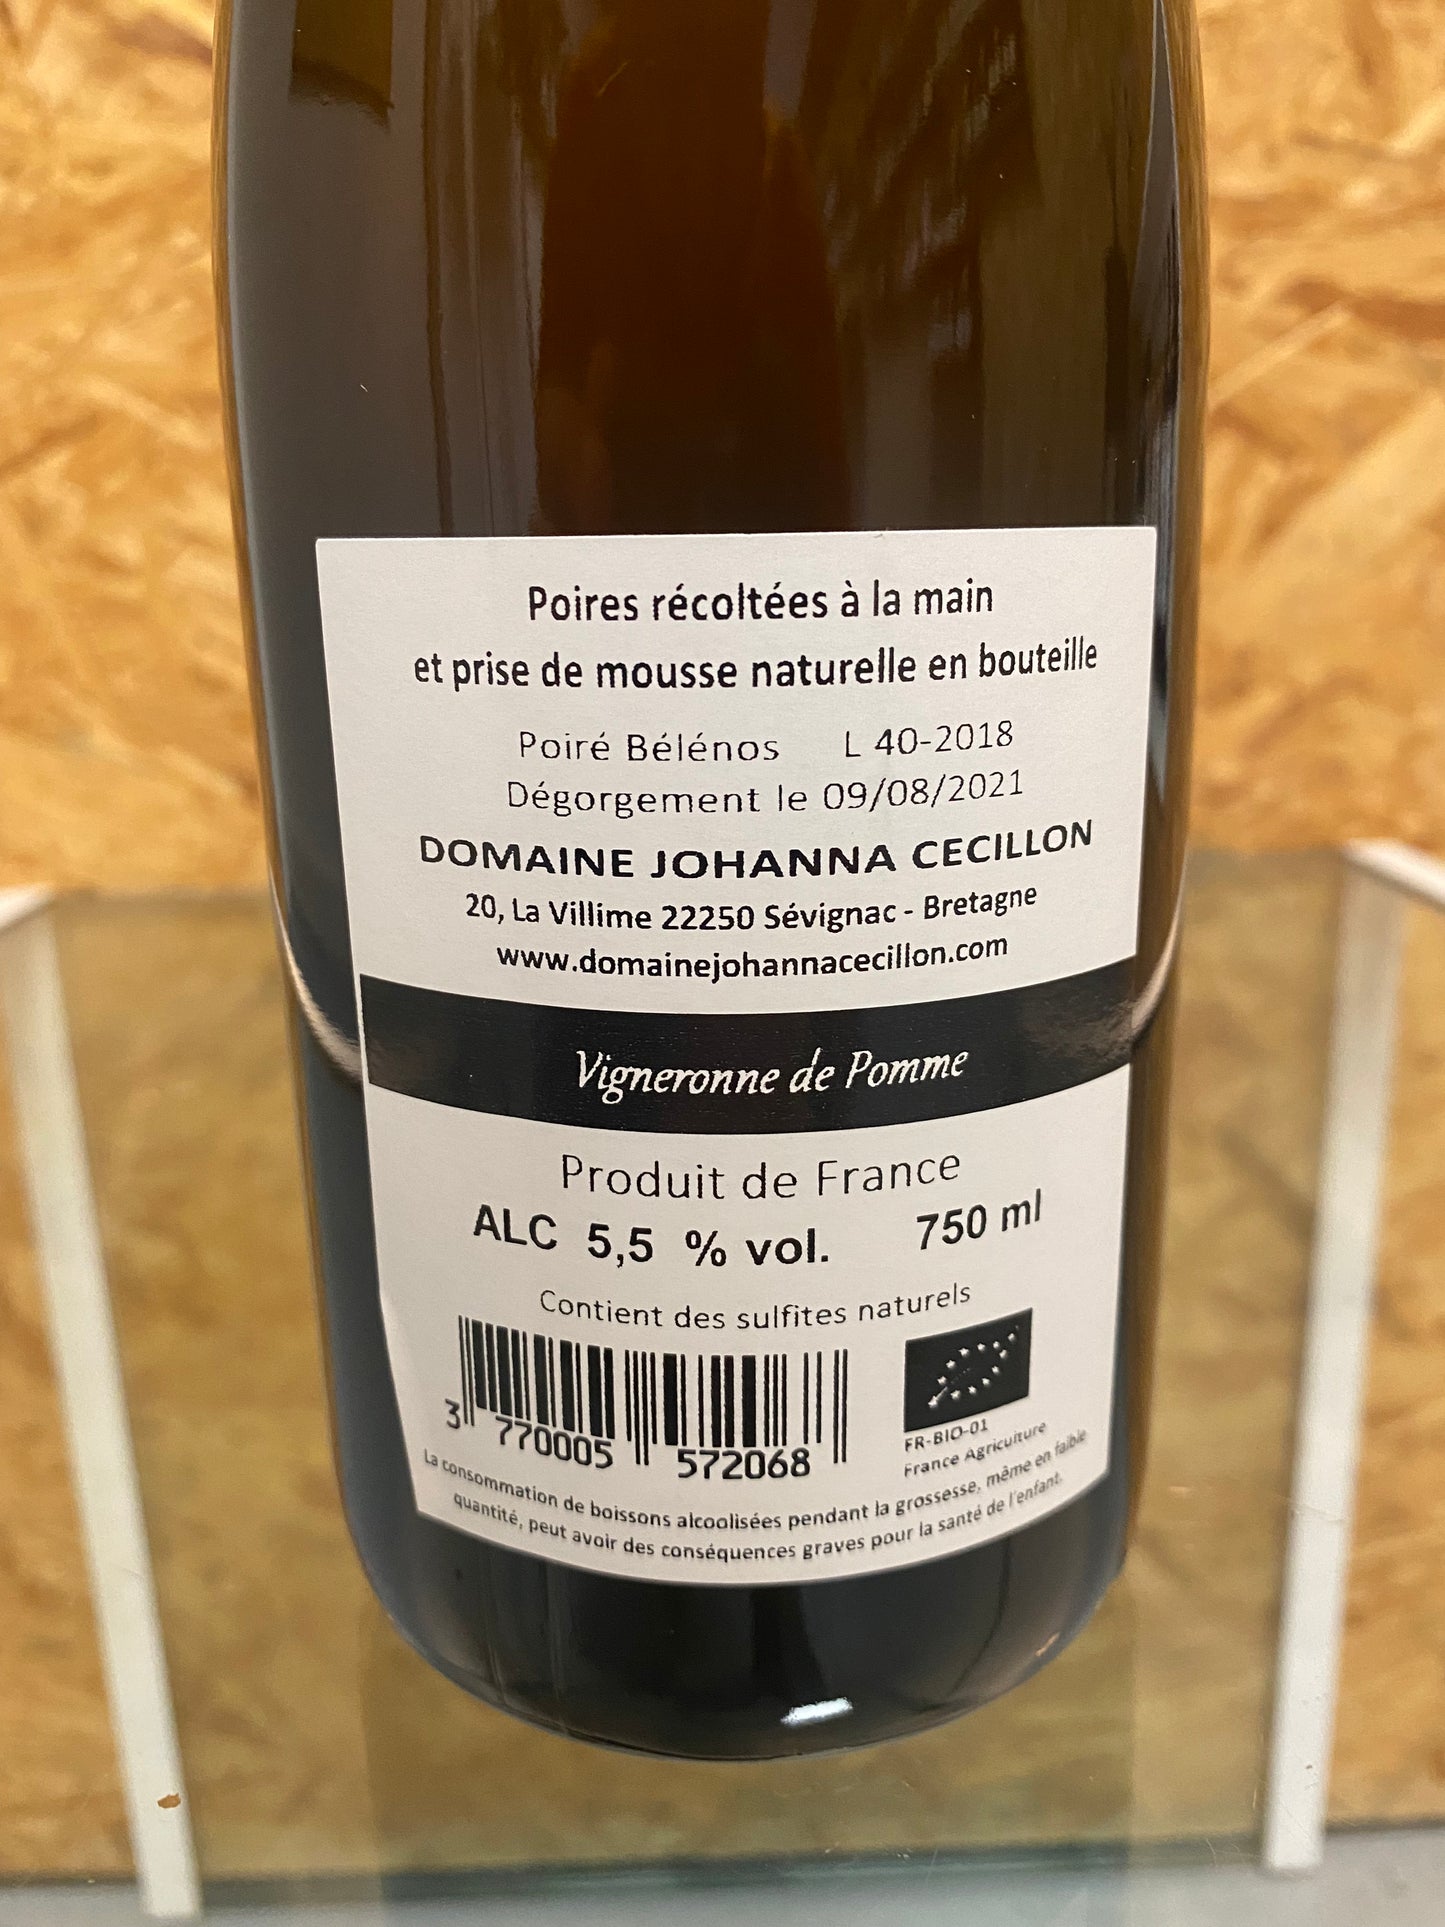 Poires récoltées à la main
et prise de mousse naturelle en bouteille
Poiré Bélénos L 40-2018
Dégorgement le 09/08/2021
DOMAINE JOHANNA CECILLON
20, La Villime 22250 Sévignac - Bretagne
www.domainejohannacecillon.com
Vigneronne de Pomme
Produit de France
ALC 5,5 % vol. 750 ml
Contient des sulfites naturels
3 770005 572068
FR-BIO-01
France Agriculture
La consommation de boissons alcoolisées pendant la grossesse, même en faible
quantité, peut avoir des conséquences graves pour la santé de l'enfant.